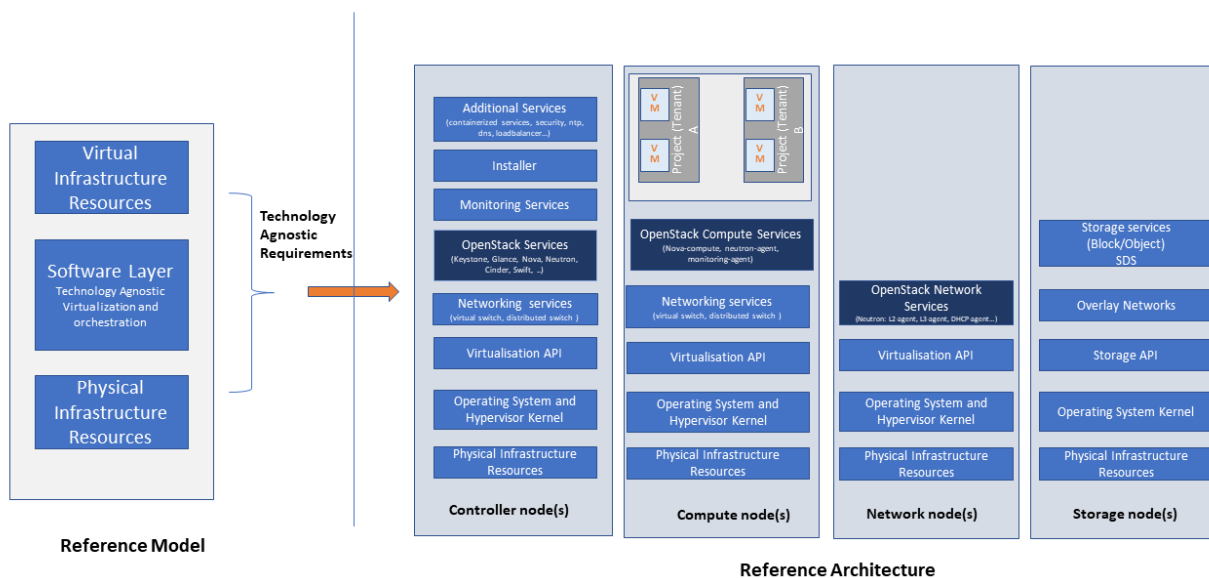 Virtual
Infrastructure
Resources
Software Layer
Technology Agnostic
Virtualization and
orchestration
Physical
Infrastructure
Resources
Reference Model
Technology
Agnostic
Requirements
Additional Services
(containerized services, security, ntp,
dns, loadbalancer...)
Installer
Monitoring Services
OpenStack Services
(Keystone, Glance, Nova, Neutron,
Cinder, Swift, ..)
Networking services
(virtual switch, distributed switch )
Virtualisation API
Operating System and
Hypervisor Kernel
Physical Infrastructure
Resources
Controller node(s)
V
M
V
M
Project (Tenant)
A
V
M
V
M
Project (Tenant)
B
OpenStack Compute Services
(Nova-compute, neutron-agent,
monitoring-agent)
Networking services
(virtual switch, distributed switch )
Virtualisation API
Operating System and
Hypervisor Kernel
Physical Infrastructure
Resources
Compute node(s)
OpenStack Network
Services
(Neutron: L2-agent, L3-agent, DHCP agent...)
Virtualisation API
Operating System and
Hypervisor Kernel
Physical Infrastructure
Resources
Network node(s)
Storage services
(Block/Object)
SDS
Overlay Networks
Storage API
Operating System Kernel
Physical Infrastructure
Resources
Storage node(s)
Reference Architecture